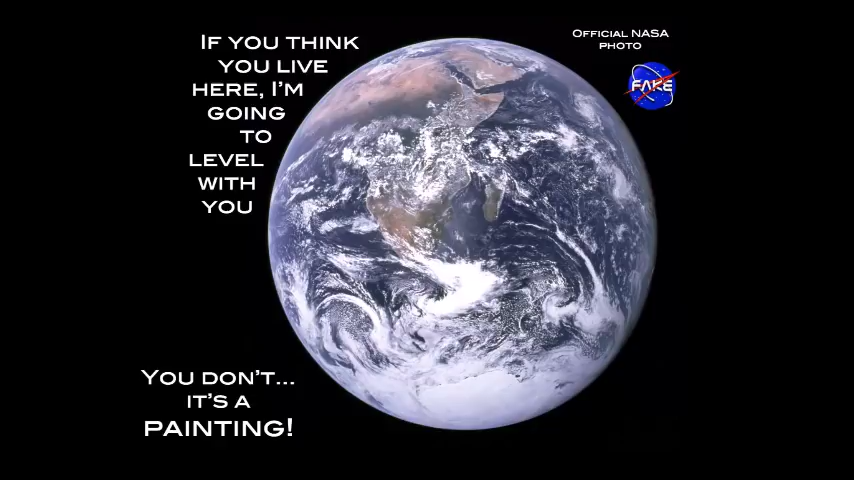 If you think
you live
here, I'm
going
to
level
with
you
Official NASA
photo
FAKE
You don't...
it's a
painting!